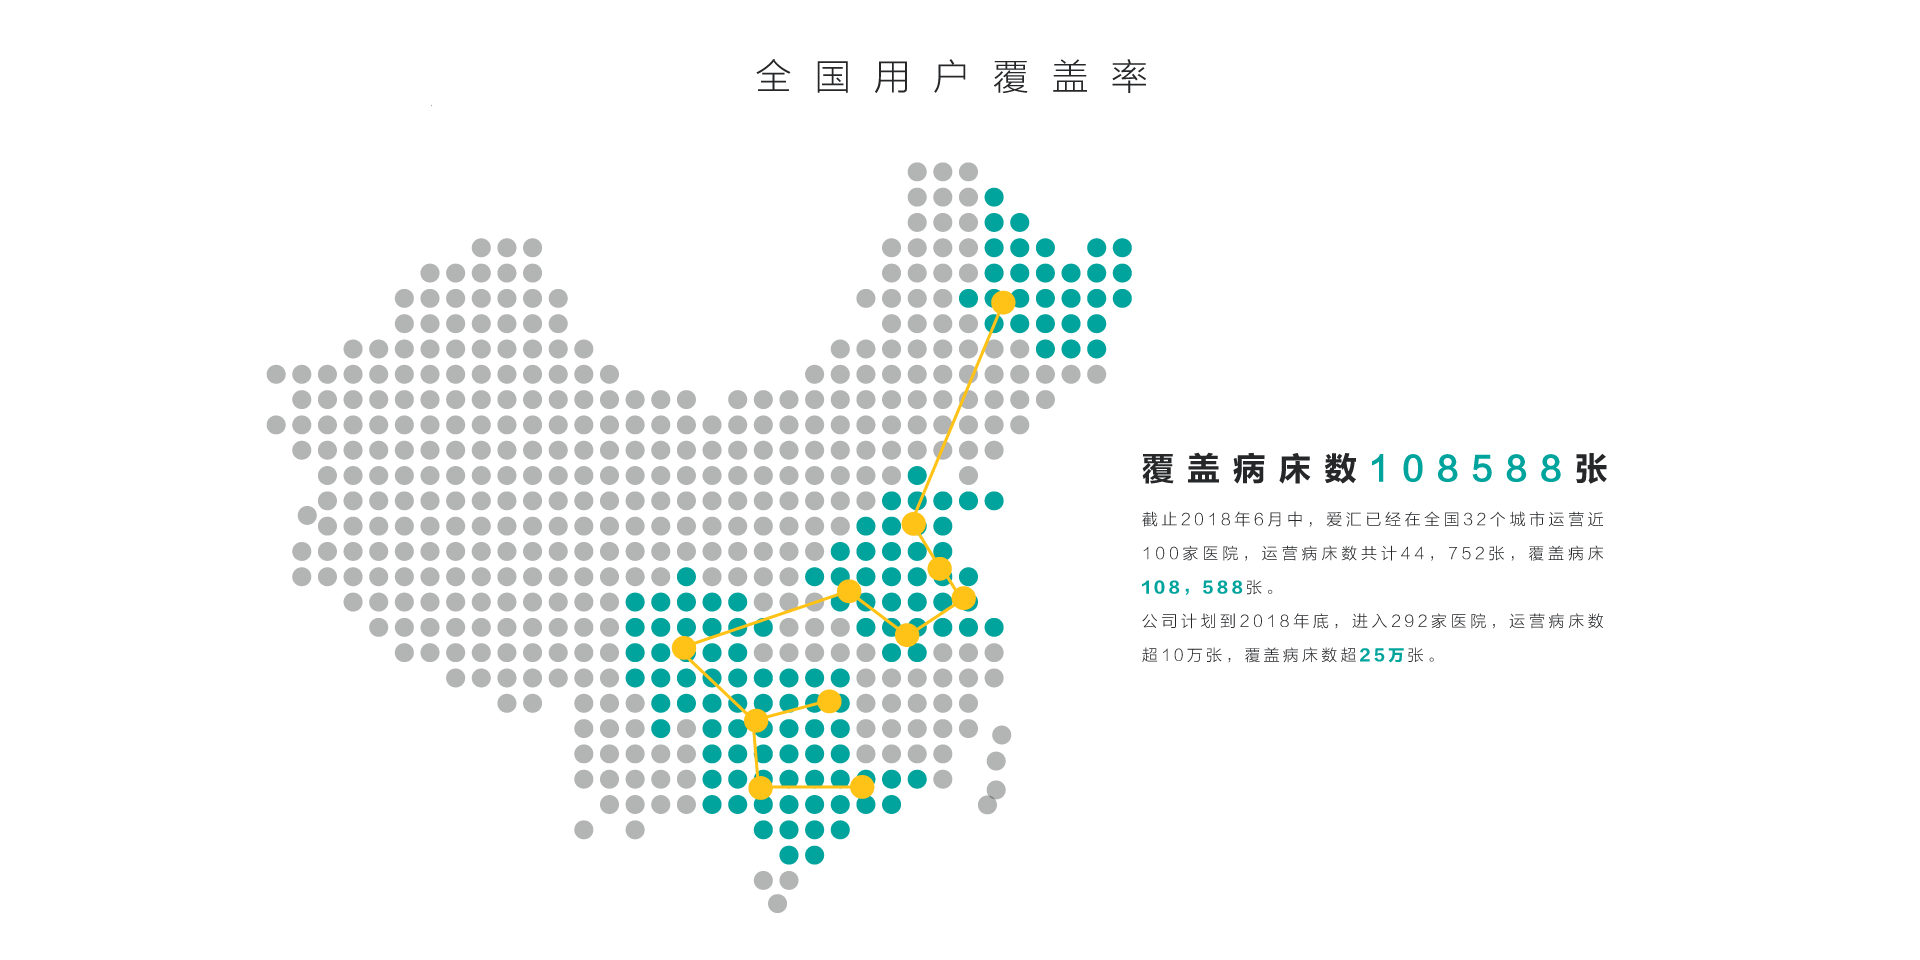 全国用户覆盖率
覆盖病床数108588张
截止2018年6月中，爱汇已经在全国32个城市运营近
100家医院，运营病床数共计44，752张，覆盖病床
108，588张。
公司计划到2018年底，进入292家医院，运营病床数
超10万张，覆盖病床数超25万张。